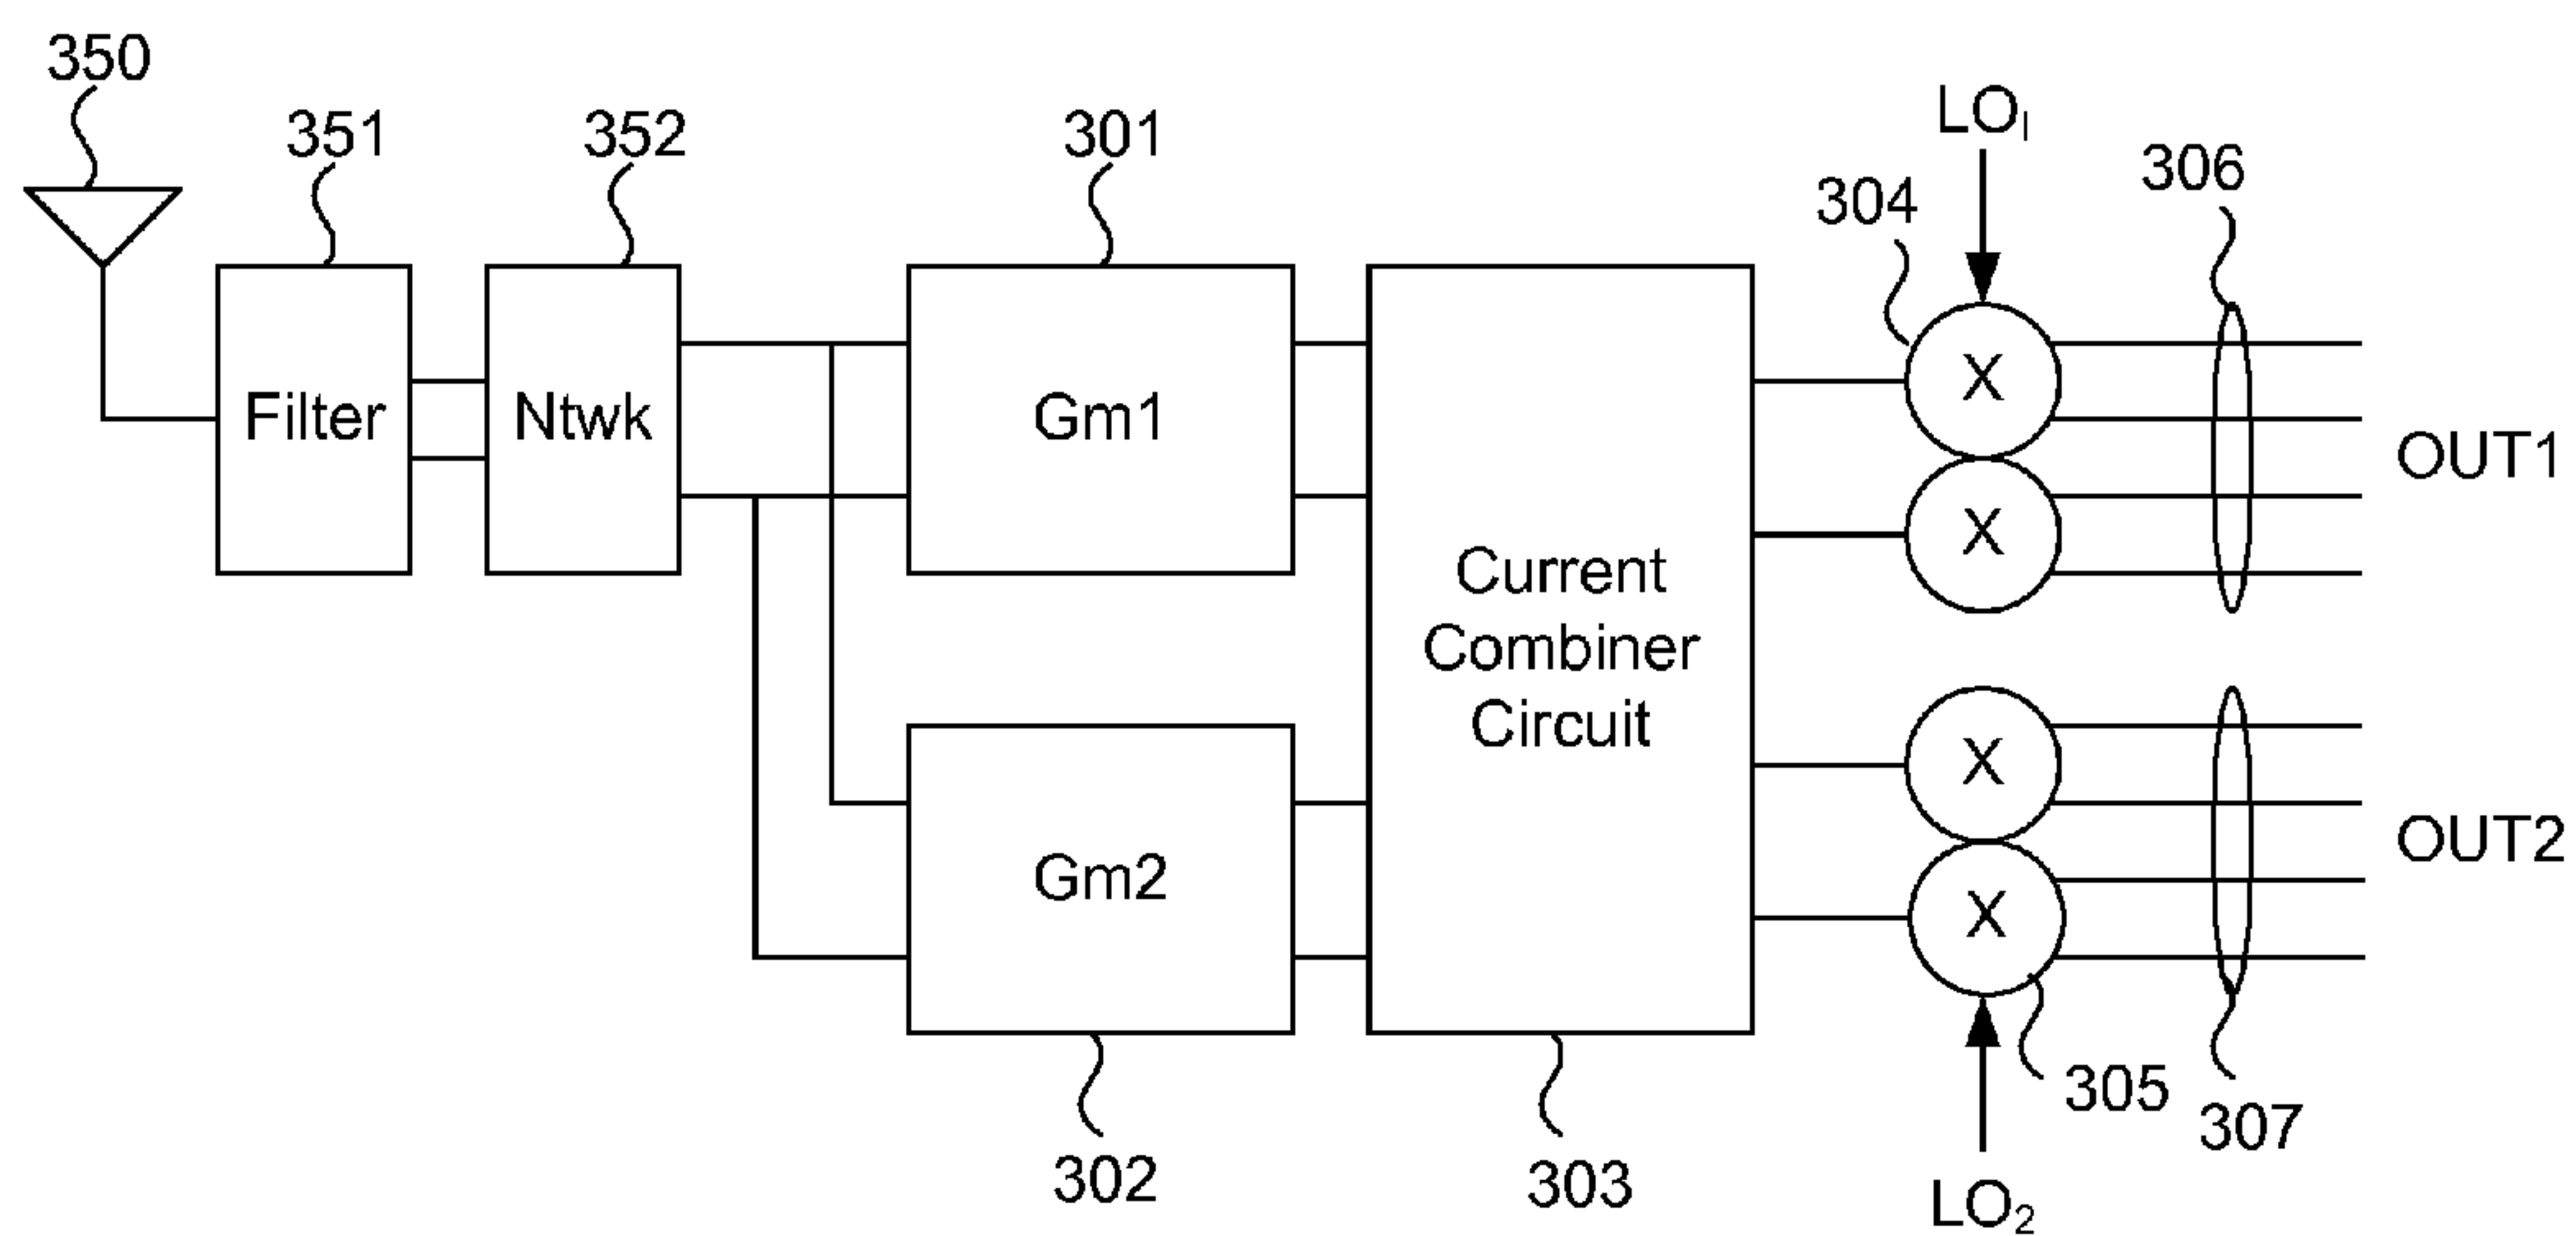 350
351
352
301
LOI
304
306
Filter
Ntwk
Gm1
X
X
OUT1
Current
Combiner
Circuit
Gm2
X
X
OUT2
302
303
305
307
LO2